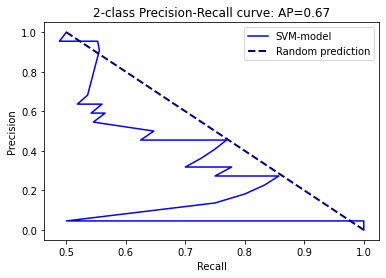 2-class Precision-Recall curve: AP=0.67
SVM-model
Random prediction
Precision
1.0
0.8
0.6
0.4
0.2
0.0
0.5
0.6
0.7
0.8
0.9
1.0
Recall